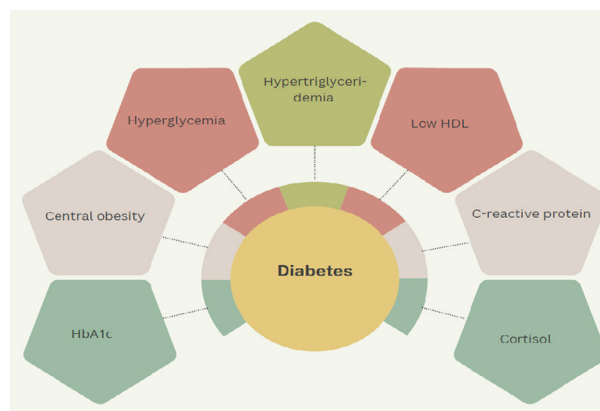 Hypertriglyceri-
demia
Hyperglycemia
Low HDL
Central obesity
C-reactive protein
Diabetes
HbA1c
Cortisol